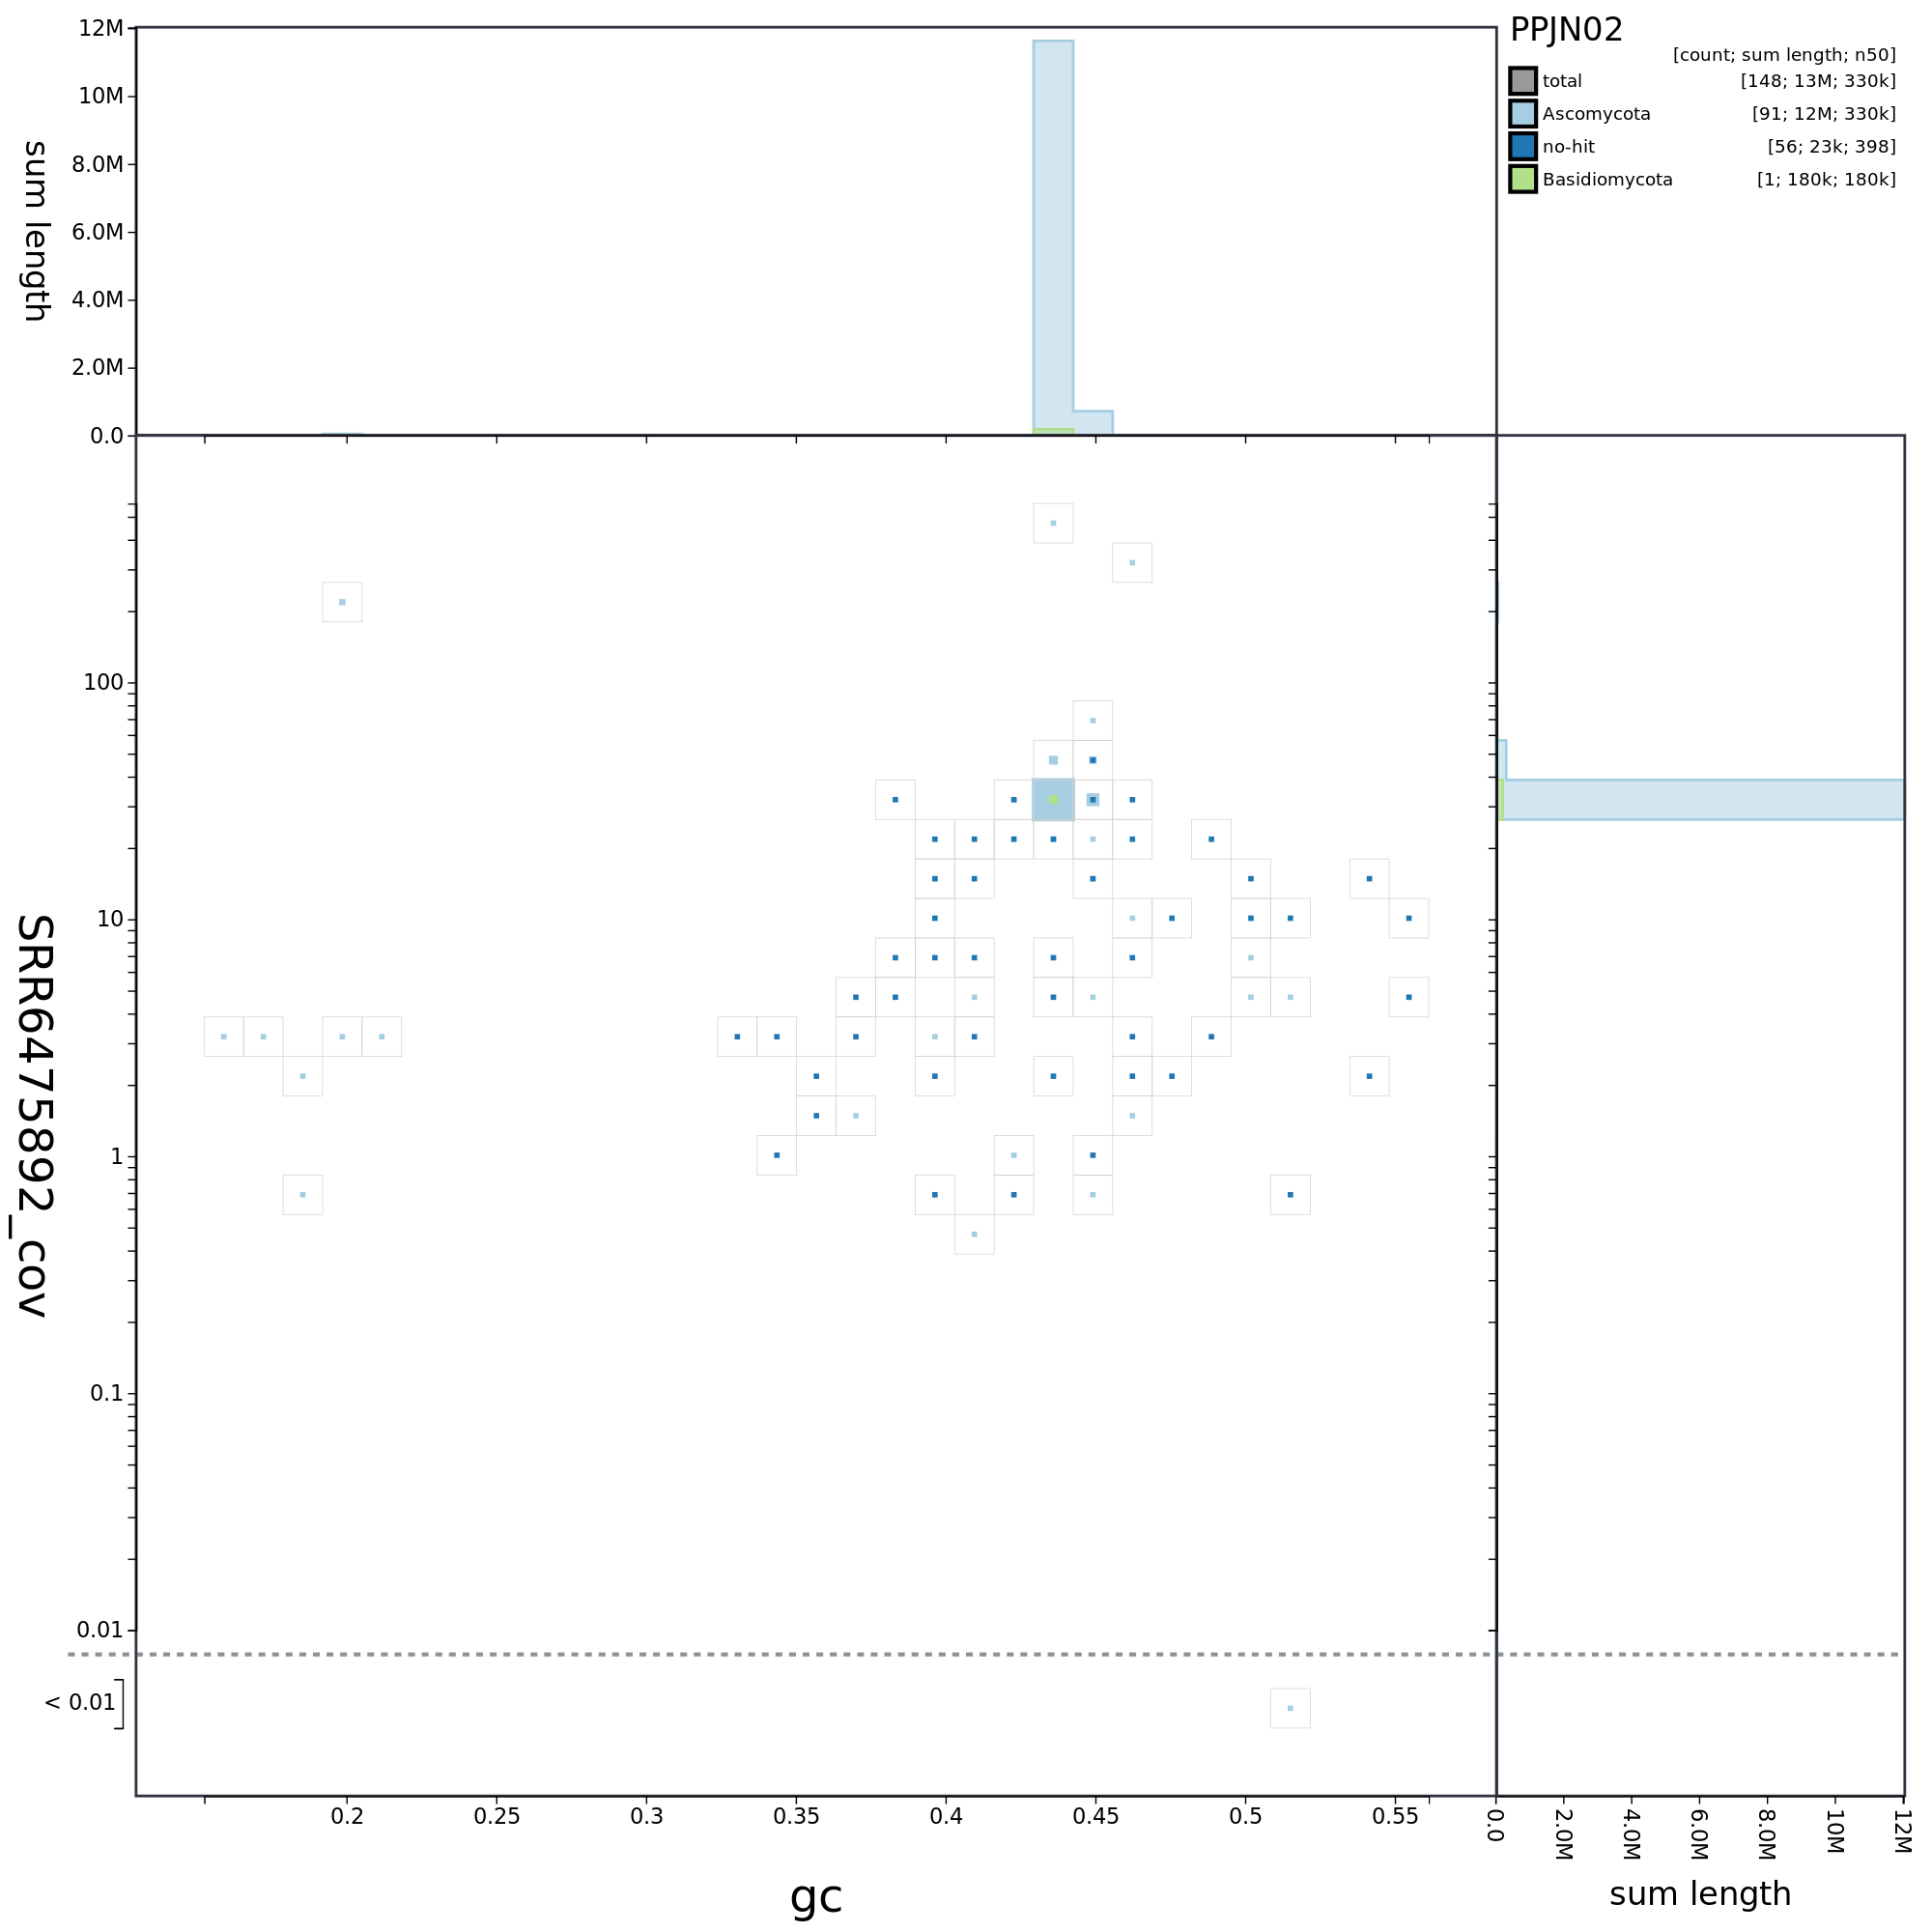 PPJN02
[count; sum length; n50]
total [148; 13M; 330k]
Ascomycota [91; 12M; 330k]
no-hit [56; 23k; 398]
Basidiomycota [1; 180k; 180k]
12M
10M
8.0M
6.0M
4.0M
2.0M
0.0
sum length
100
10
1
0.1
0.01
< 0.01
SRR6475892_cov
0.2 0.25 0.3 0.35 0.4 0.45 0.5 0.55
gc
0.0 2.0M 4.0M 6.0M 8.0M 10M 12M
sum length